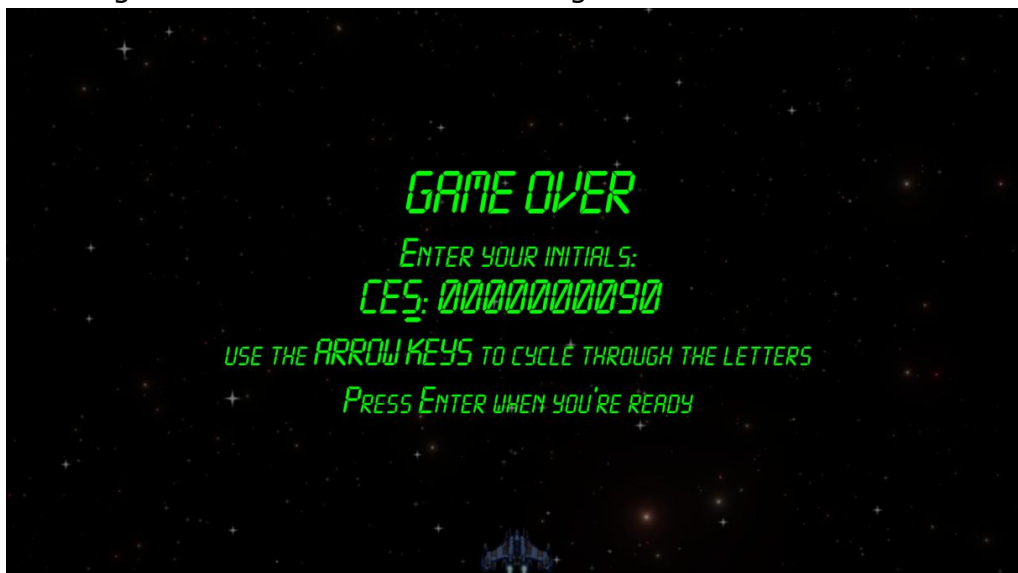 GAME OVER
ENTER YOUR INITIALS:
CES: 0000000090
USE THE ARROW KEYS TO CYCLE THROUGH THE LETTERS
PRESS ENTER WHEN YOU'RE READY